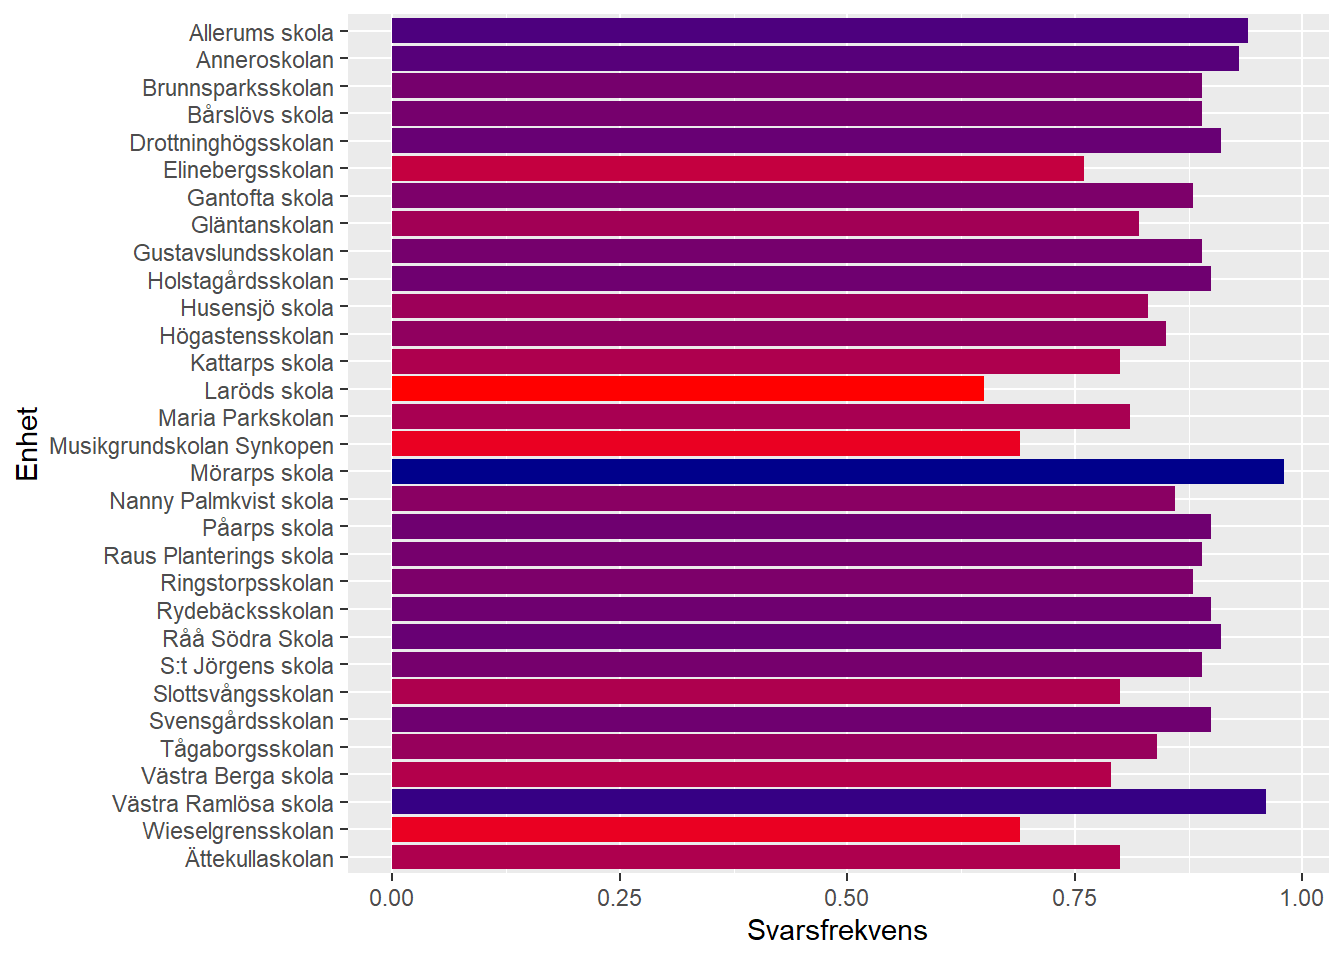 Allerums skola
Anneroskolan
Brunnsparksskolan
Bårslövs skola
Drottninghögsskolan
Elinebergsskolan
Gantofta skola
Gläntanskolan
Gustavslundsskolan
Holstagårdsskolan
Husensjö skola
Högastensskolan
Kattarps skola
Laröds skola
Maria Parkskolan
Musikgrundskolan Synkopen
Mörarps skola
Nanny Palmkvist skola
Påarps skola
Raus Planterings skola
Ringstorpsskolan
Rydebäcksskolan
Råå Södra Skola
S:t Jörgens skola
Slottsvångsskolan
Svensgårdsskolan
Tågaborgsskolan
Västra Berga skola
Västra Ramlösa skola
Wieselgrensskolan
Ättekullaskolan
Enhet
0.00 0.25 0.50 0.75 1.00
Svarsfrekvens